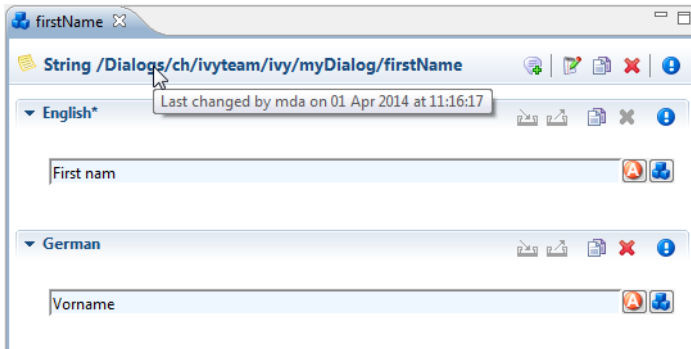 firstName
String /Dialogs/ch/ivyteam/ivy/myDialog/firstName
Last changed by mda on 01 Apr 2014 at 11:16:17
English*
First nam
German
Vorname